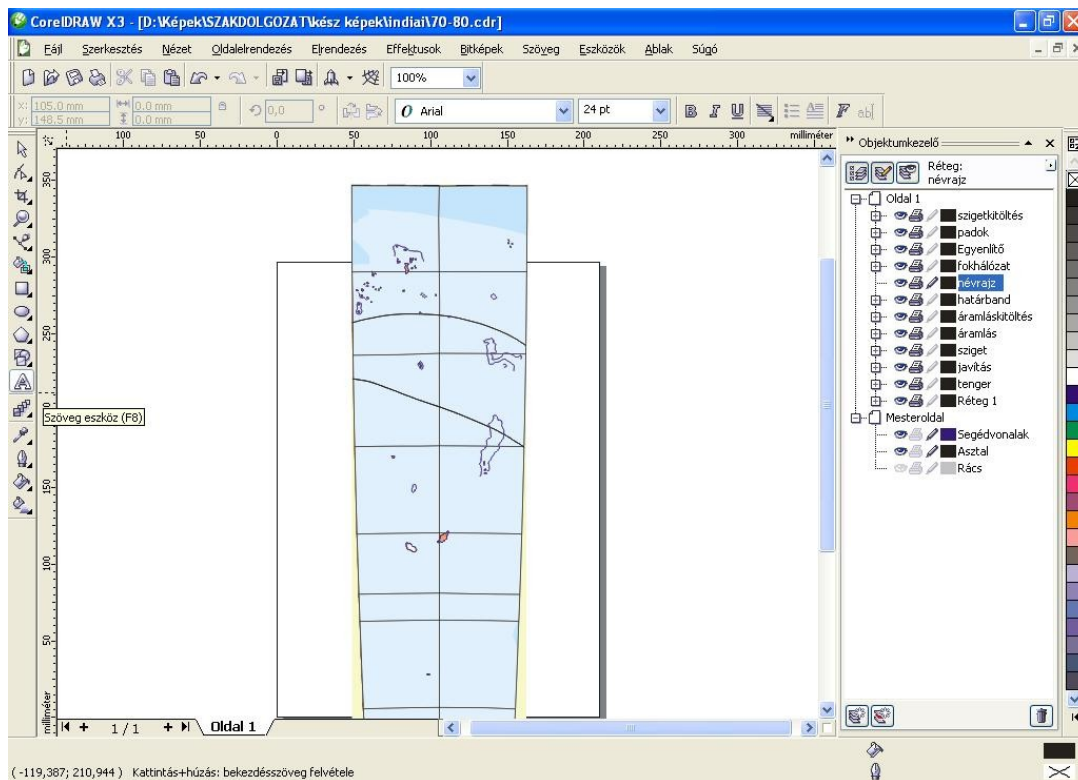 CorelDRAW X3 - [D:\Képek\SZAKDOLGOZAT\kész képek\indiai\70-80.cdr]
Fájl Szerkesztés Nézet Oldalelrendezés Elrendezés Effektusok Bitképek Szöveg Eszközök Ablak Súgó
100%
x: 105.0 mm 0.0 mm 0,0 ° O Arial 24 pt B I U F ab
y: 148.5 mm 0.0 mm
100 50 0 50 100 150 200 250 300 milliméter
350
300
250
150
100
50
milliméter
Szöveg eszköz (F8)
Objektumkezelő
Réteg:
névrajz
Oldal 1
szigetkitöltés
padok
Egyenlítő
fokhálózat
névrajz
határband
áramláskitöltés
áramlás
sziget
javítás
tenger
Réteg 1
Mesteroldal
Segédvonalak
Asztal
Rács
1 / 1 Oldal 1
( -119,387; 210,944 ) Kattintás+húzás: bekezdésszöveg felvétele